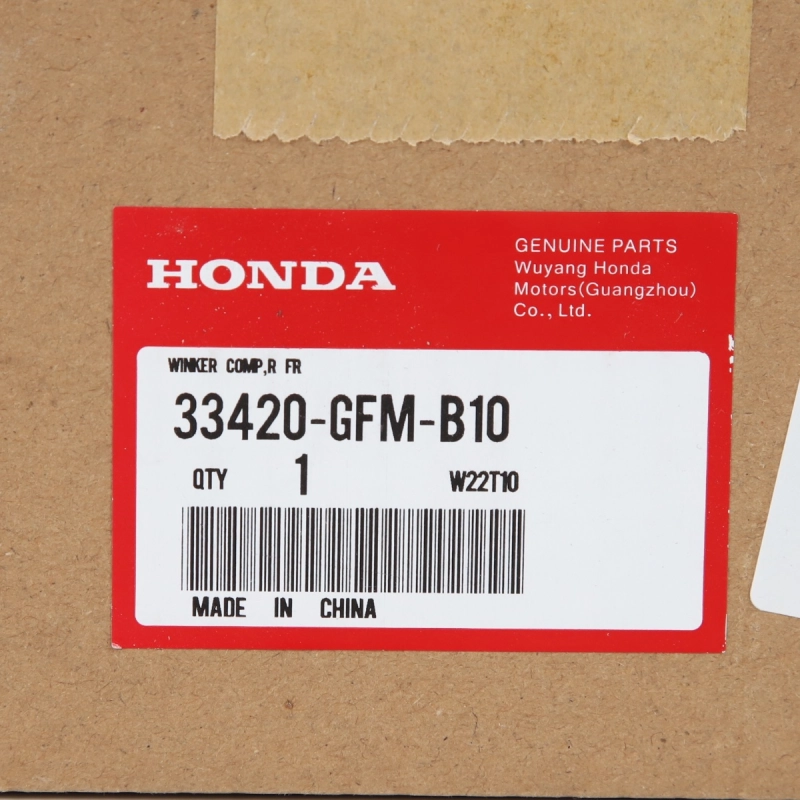 HONDA
GENUINE PARTS
Wuyang Honda
Motors(Guangzhou)
Co., Ltd.
WINKER COMP,R FR
33420-GFM-B10
QTY 1 W22T10
MADE IN CHINA